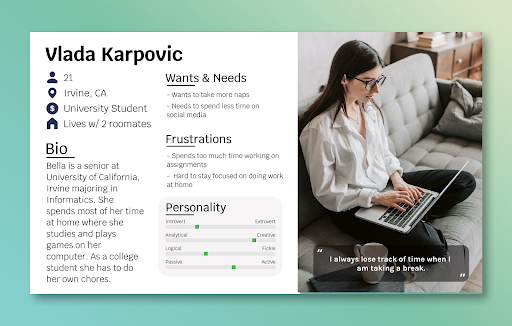 Vlada Karpovic
21
Irvine, CA
University Student
Lives w/ 2 roomates
Bio
Bella is a senior at
University of California,
Irvine majoring in
Informatics. She
spends most of her time
at home where she
studies and plays
games on her
computer. As a college
student she has to do
her own chores.
Wants & Needs
- Wants to take more naps
- Needs to spend less time on
social media
Frustrations
- Spends too much time working on
assignments
- Hard to stay focused on doing work
at home
Personality
Introvert Extrovert
Analytical Creative
Logical Fickle
Passive Active
“
I always lose track of time when I
am taking a break.
”